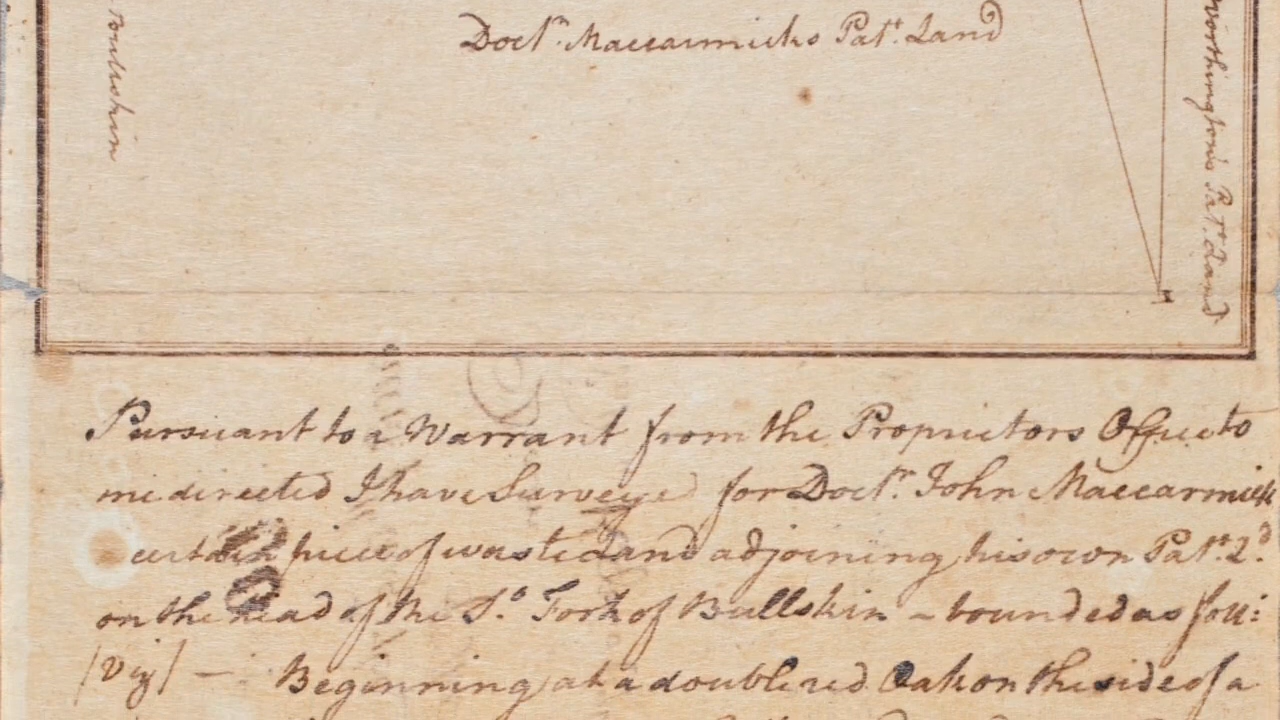 Bullskin
Doctr. Maccarmicks Patt. Land
Worthington's Patt. Land
Pursuant to a Warrant from the Proprietors Office to
me directed I have Surveyed for Doctr. John Maccarmick
certain piece of waste Land adjoining his own Patt. Ld.
on the head of the So. Fork of Bullskin - bounded as foll:
/Viz/ - Beginning at a double red Oak on the side of a